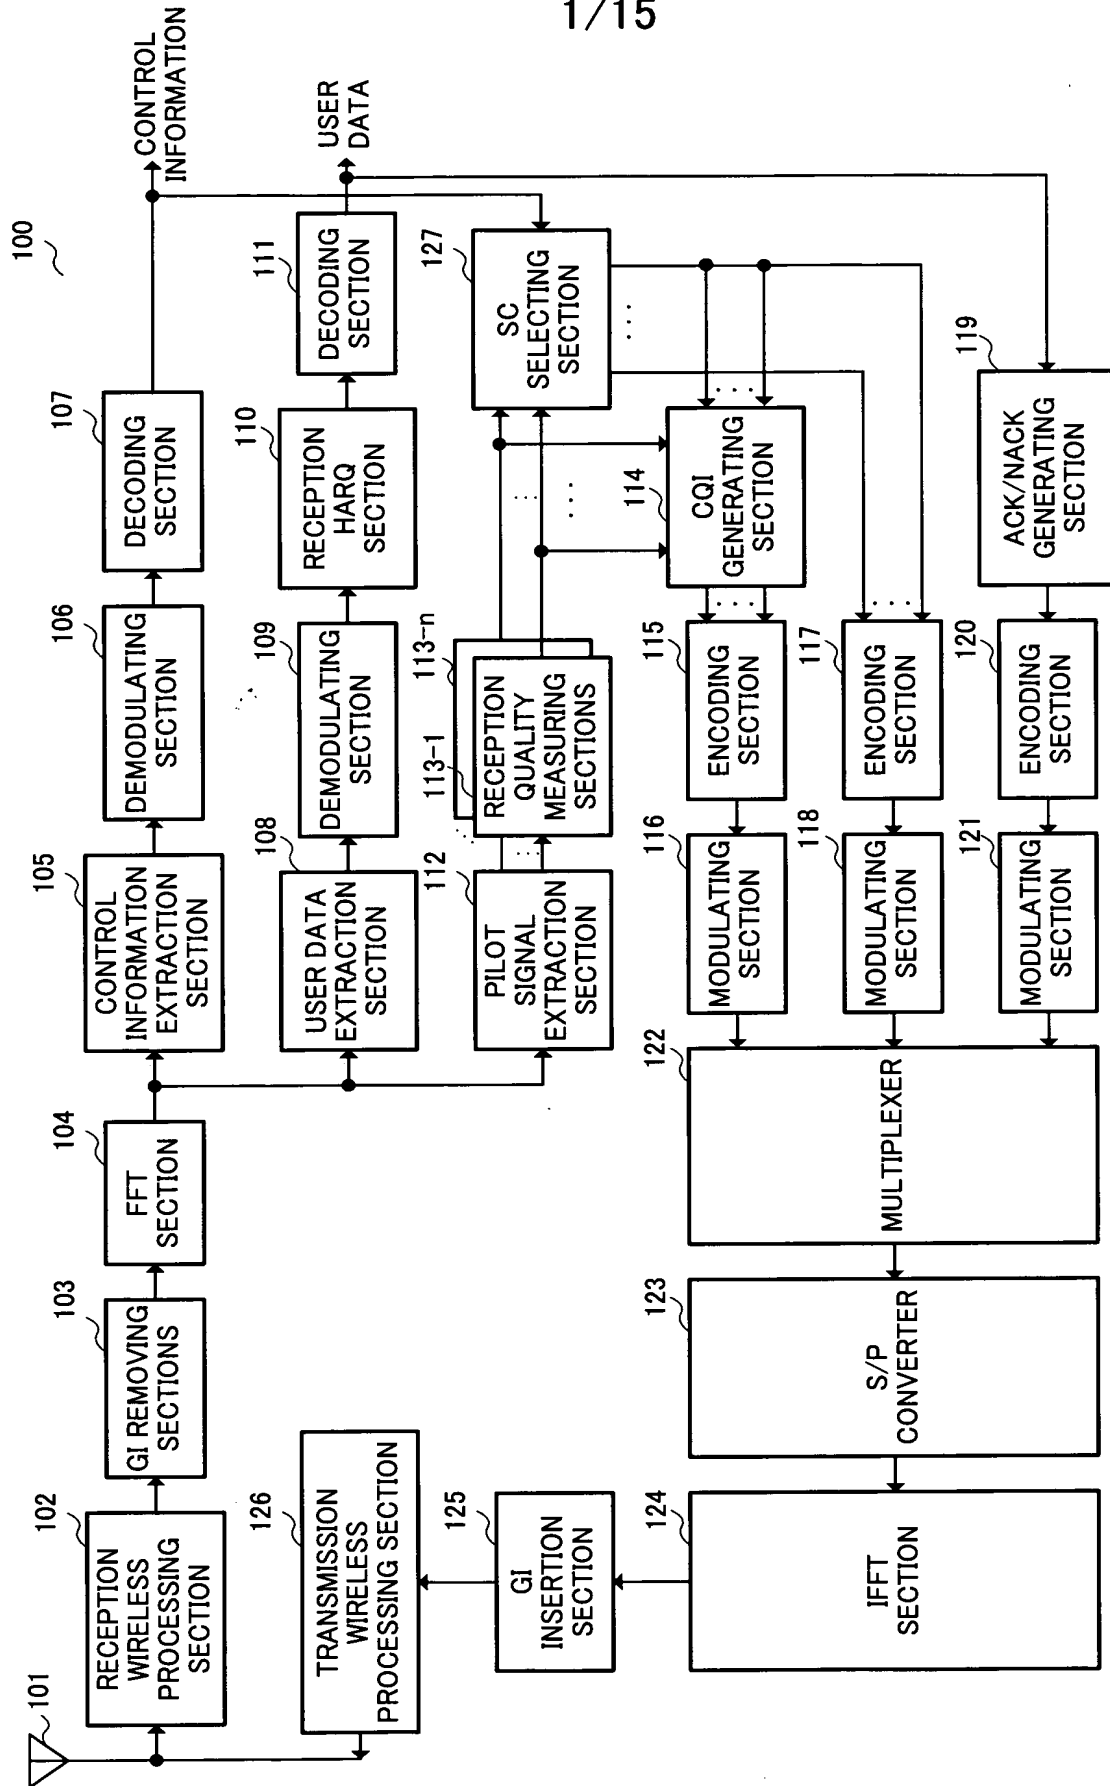 1/15
100
101
102
RECEPTION
WIRELESS
PROCESSING
SECTION
103
GI REMOVING
SECTIONS
104
FFT
SECTION
105
CONTROL
INFORMATION
EXTRACTION
SECTION
106
DEMODULATING
SECTION
107
DECODING
SECTION
CONTROL
INFORMATION
108
USER DATA
EXTRACTION
SECTION
109
DEMODULATING
SECTION
110
RECEPTION
HARQ
SECTION
111
DECODING
SECTION
USER
DATA
112
PILOT
SIGNAL
EXTRACTION
SECTION
113-1
113-n
RECEPTION
QUALITY
MEASURING
SECTIONS
127
SC
SELECTING
SECTION
114
CQI
GENERATING
SECTION
115
ENCODING
SECTION
116
MODULATING
SECTION
117
ENCODING
SECTION
118
MODULATING
SECTION
119
ACK/NACK
GENERATING
SECTION
120
ENCODING
SECTION
121
MODULATING
SECTION
122
MULTIPLEXER
123
S/P
CONVERTER
124
IFFT
SECTION
125
GI
INSERTION
SECTION
126
TRANSMISSION
WIRELESS
PROCESSING SECTION